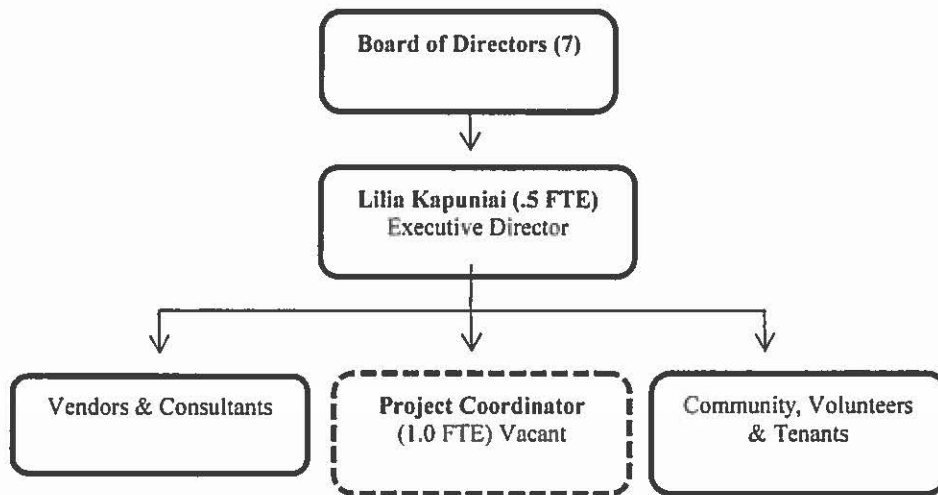 Board of Directors (7)
Lilia Kapuniai (.5 FTE)
Executive Director
Vendors & Consultants
Project Coordinator
(1.0 FTE) Vacant
Community, Volunteers
& Tenants